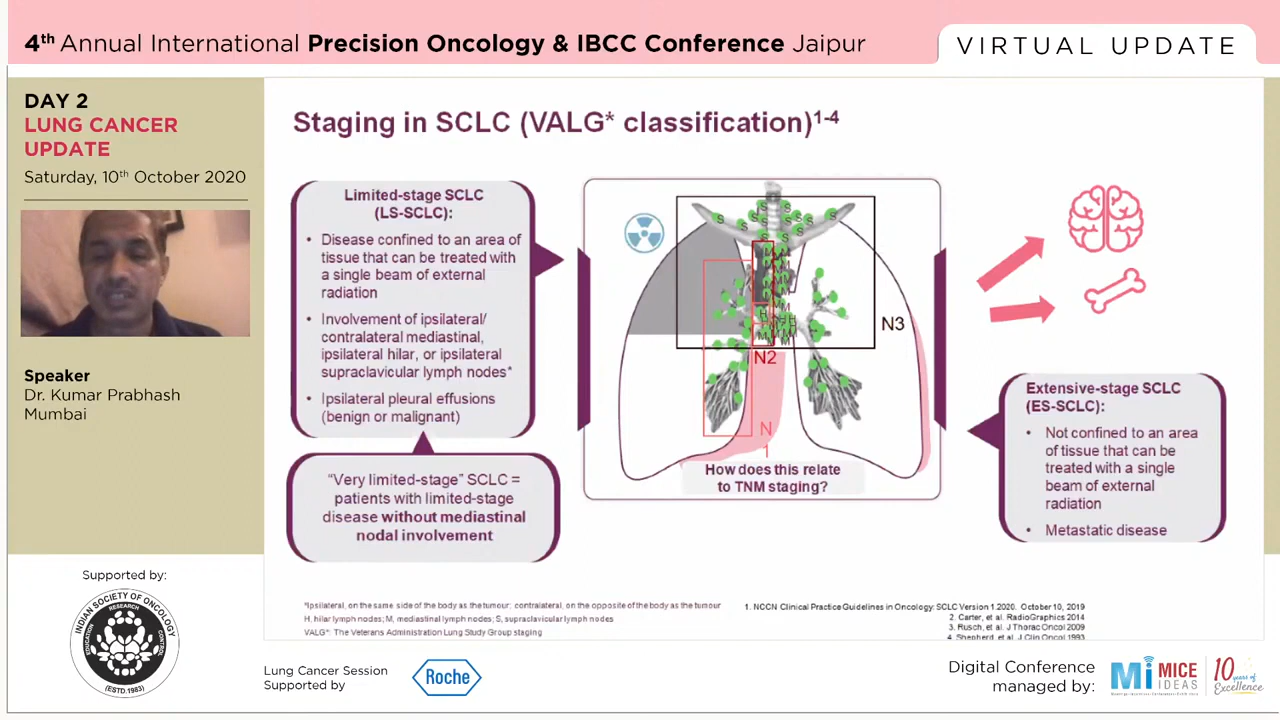 4th Annual International Precision Oncology & IBCC Conference Jaipur
VIRTUAL UPDATE
DAY 2
LUNG CANCER
UPDATE
Saturday, 10th October 2020
Speaker
Dr. Kumar Prabhash
Mumbai
Supported by:
INDIAN SOCIETY OF ONCOLOGY
EDUCATION
RESEARCH
CONTROL
(ESTD.1983)
Staging in SCLC (VALG* classification)1-4
Limited-stage SCLC
(LS-SCLC):
• Disease confined to an area of
tissue that can be treated with
a single beam of external
radiation
• Involvement of ipsilateral/
contralateral mediastinal,
ipsilateral hilar, or ipsilateral
supraclavicular lymph nodes*
• Ipsilateral pleural effusions
(benign or malignant)
"Very limited-stage" SCLC =
patients with limited-stage
disease without mediastinal
nodal involvement
N3
N2
N
1
How does this relate
to TNM staging?
Extensive-stage SCLC
(ES-SCLC):
• Not confined to an area
of tissue that can be
treated with a single
beam of external
radiation
• Metastatic disease
*Ipsilateral, on the same side of the body as the tumour; contralateral, on the opposite of the body as the tumour
H, hilar lymph nodes; M, mediastinal lymph nodes; S, supraclavicular lymph nodes
VALG*: The Veterans Administration Lung Study Group staging
1. NCCN Clinical Practice Guidelines in Oncology: SCLC Version 1.2020. October 10, 2019
2. Carter, et al. RadioGraphics 2014
3. Rusch, et al. J Thorac Oncol 2009
4. Shepherd, et al. J Clin Oncol 1993
Lung Cancer Session
Supported by
Roche
Digital Conference
managed by:
Mi MICE
IDEAS
10 years of
Excellence